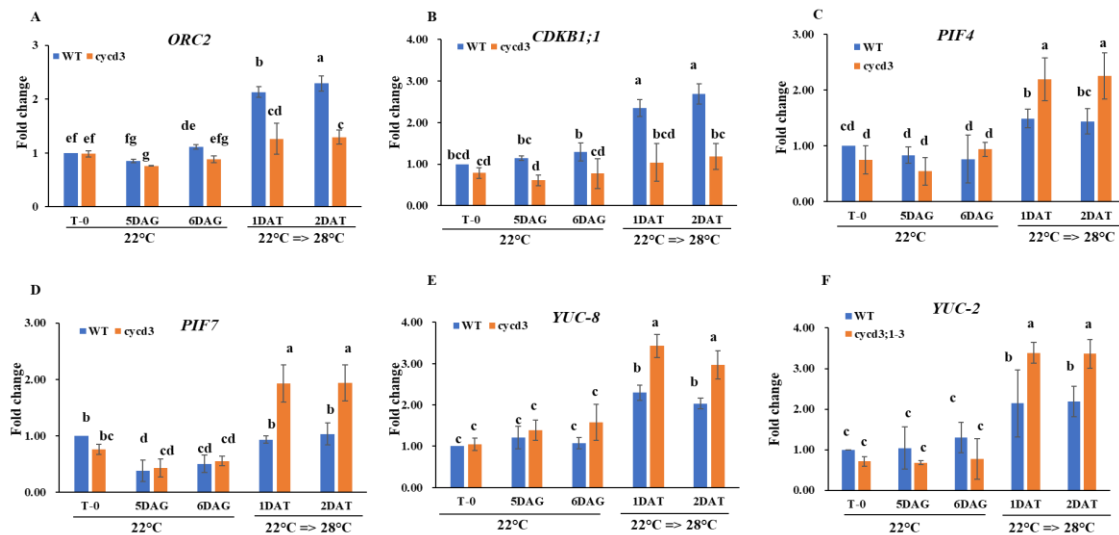 A
ORC2
WT cycd3
Fold change
3
2
1
0
ef ef fg g de efg b cd a c
T-0 5DAG 6DAG 1DAT 2DAT
22°C 22°C => 28°C
B
CDKB1;1
WT cycd3
Fold change
4.00
3.00
2.00
1.00
0.00
bcd cd bc d b cd a bcd a bc
T-0 5DAG 6DAG 1DAT 2DAT
22°C 22°C => 28°C
C
PIF4
WT
cycd3
Fold change
3.00
2.00
1.00
0.00
cd d d d d d b a bc a
T-0 5DAG 6DAG 1DAT 2DAT
22°C 22°C => 28°C
D
PIF7
WT cycd3
Fold change
3.00
2.00
1.00
0.00
b bc d cd cd cd b a b a
T-0 5DAG 6DAG 1DAT 2DAT
22°C 22°C => 28°C
E
YUC-8
WT cycd3
Fold change
4.00
3.00
2.00
1.00
0.00
c c c c c c b a b a
T-0 5DAG 6DAG 1DAT 2DAT
22°C 22°C => 28°C
F
YUC-2
WT
cycd3;1-3
Fold change
4.00
3.00
2.00
1.00
0.00
c c c c c c b a b a
T-0 5DAG 6DAG 1DAT 2DAT
22°C 22°C => 28°C